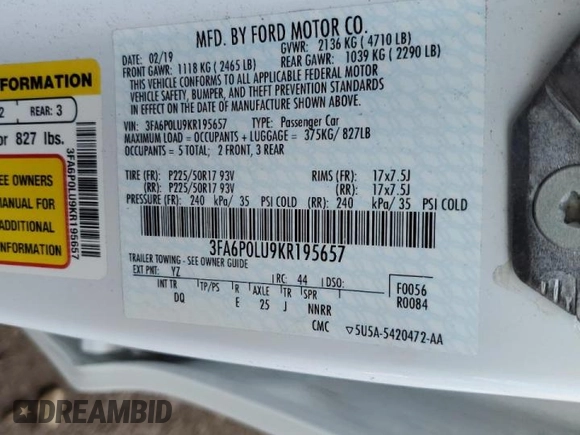 MFD. BY FORD MOTOR CO.
02/19
GVWR: 2136 KG ( 4710 LB)
FRONT GAWR: 1118 KG ( 2465 LB)
REAR GAWR: 1039 KG ( 2290 LB)
THIS VEHICLE CONFORMS TO ALL APPLICABLE FEDERAL MOTOR
VEHICLE SAFETY, BUMPER, AND THEFT PREVENTION STANDARDS
IN EFFECT ON THE DATE OF MANUFACTURE SHOWN ABOVE.
VIN: 3FA6P0LU9KR195657 TYPE: Passenger Car
MAXIMUM LOAD = OCCUPANTS + LUGGAGE = 375KG/827LB
OCCUPANTS = 5 TOTAL; 2 FRONT, 3 REAR
TIRE (FR): P225/50R17 93V RIMS (FR): 17x7.5J
(RR): P225/50R17 93V (RR): 17x7.5J
PRESSURE (FR): 240 kPa/ 35 PSI COLD (RR): 240 kPa/ 35 PSI COLD
3FA6P0LU9KR195657
TRAILER TOWING - SEE OWNER GUIDE
EXT PNT: YZ RC: 44 DSO: F0056
INT TR TP/PS R AXLE TR SPR R0084
DQ E 25 J NNRR
CMC 5U5A-5420472-AA
INFORMATION
2 REAR: 3
or 827 lbs.
SEE OWNERS
MANUAL FOR
ADDITIONAL
INFORMATION
3FA6P0LU9KR195657
DREAMBID